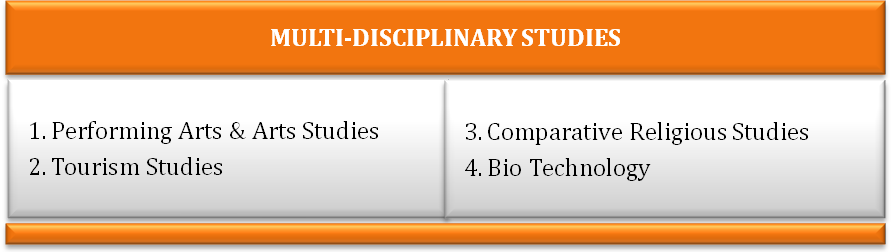 MULTI-DISCIPLINARY STUDIES
1. Performing Arts & Arts Studies
2. Tourism Studies
3. Comparative Religious Studies
4. Bio Technology